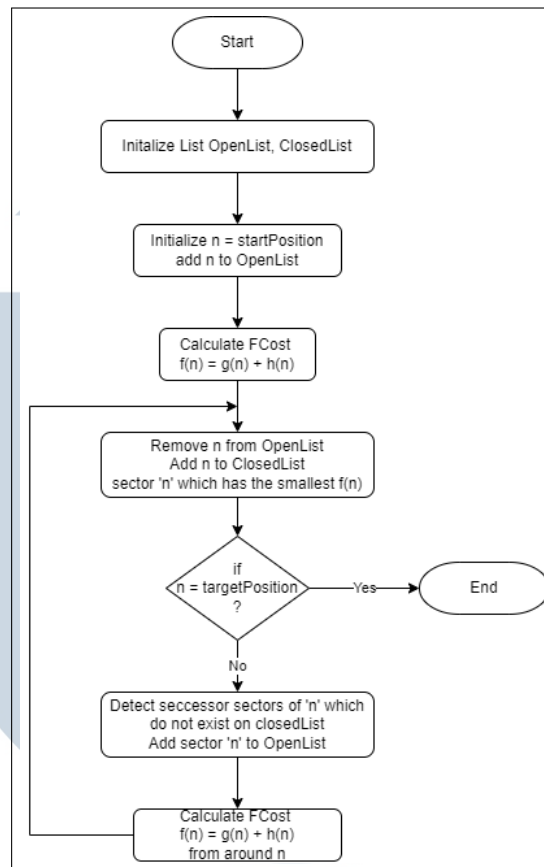 Start
Initalize List OpenList, ClosedList
Initialize n = startPosition
add n to OpenList
Calculate FCost
f(n) = g(n) + h(n)
Remove n from OpenList
Add n to ClosedList
sector 'n' which has the smallest f(n)
if
n = targetPosition
?
Yes
End
No
Detect seccessor sectors of 'n' which
do not exist on closedList
Add sector 'n' to OpenList
Calculate FCost
f(n) = g(n) + h(n)
from around n